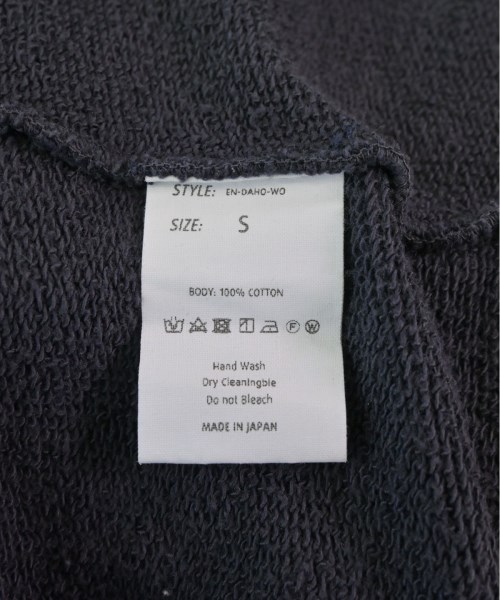 STYLE: EN-DAHO-WO
SIZE: S
BODY: 100% COTTON
F W
Hand Wash
Dry Cleaningble
Do not Bleach
MADE IN JAPAN